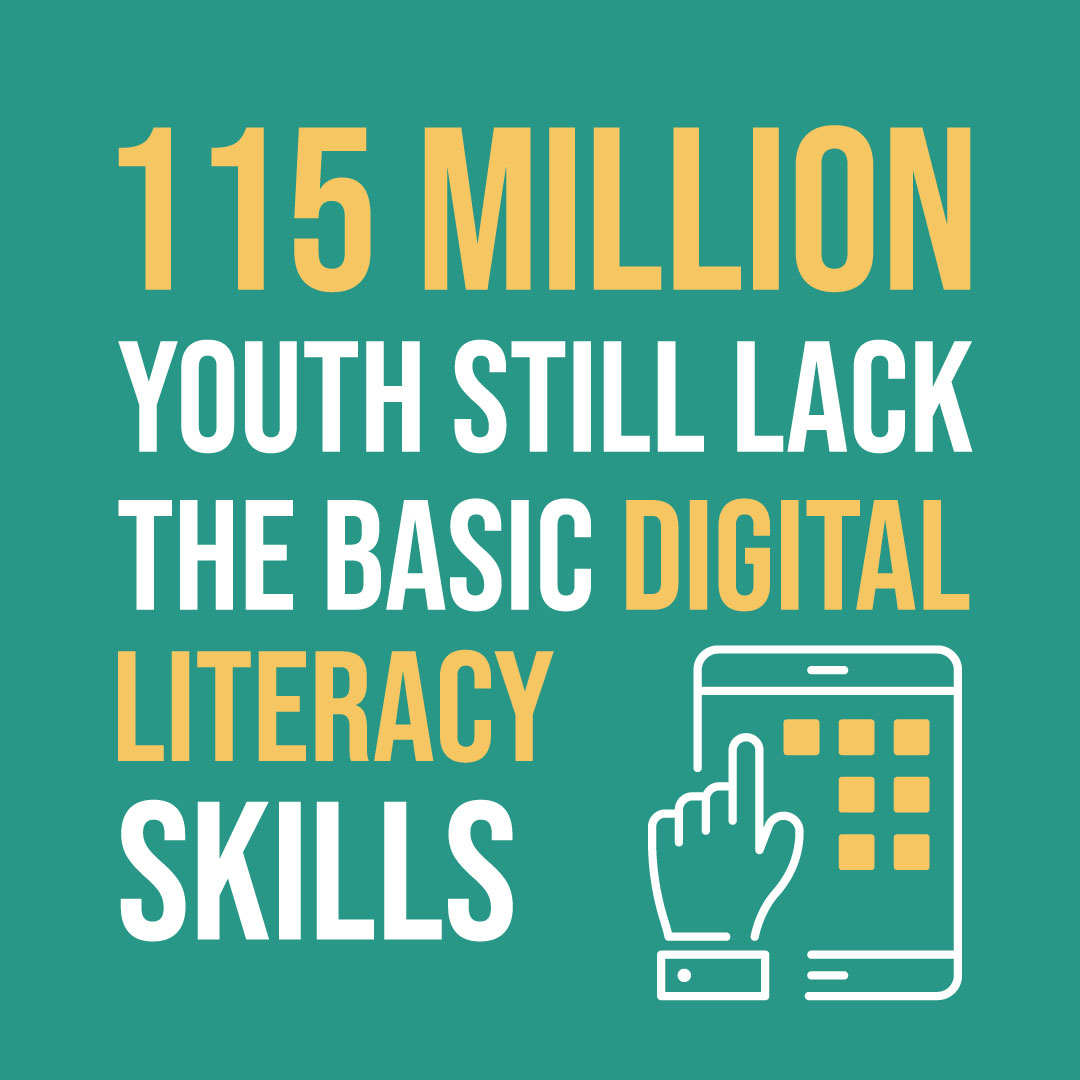 115 MILLION
YOUTH STILL LACK
THE BASIC DIGITAL
LITERACY
SKILLS